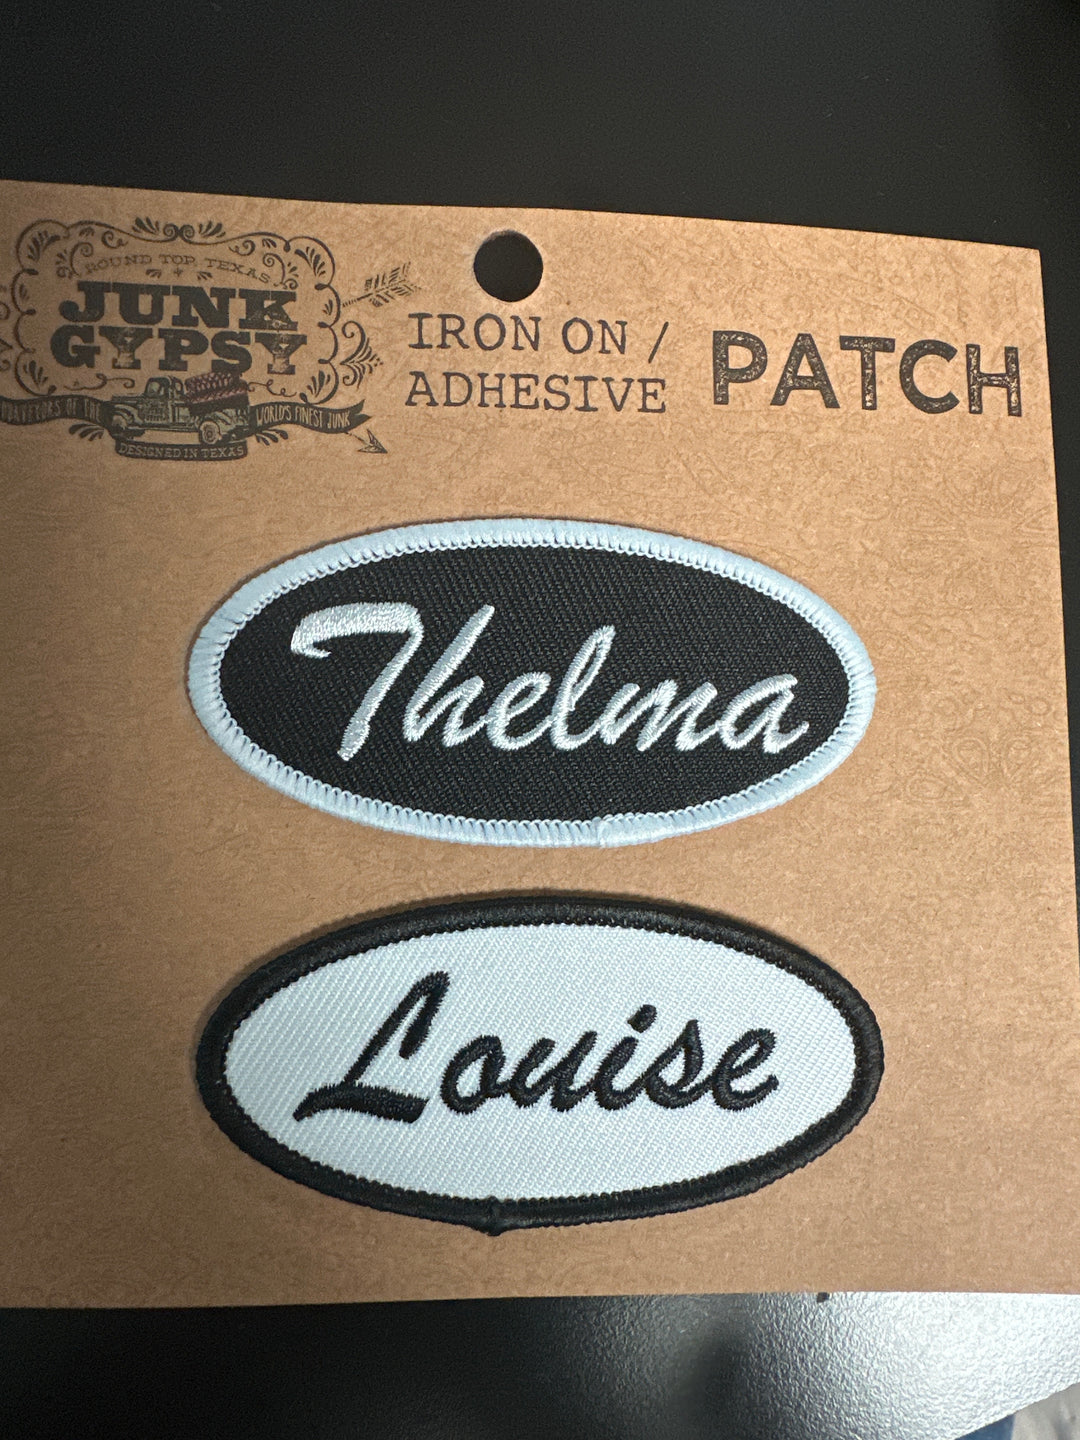 ROUND TOP, TEXAS
JUNK
GYPSY
OF THE
WORLD'S FINEST JUNK
DESIGNED IN TEXAS
IRON ON /
ADHESIVE
PATCH
Thelma
Louise